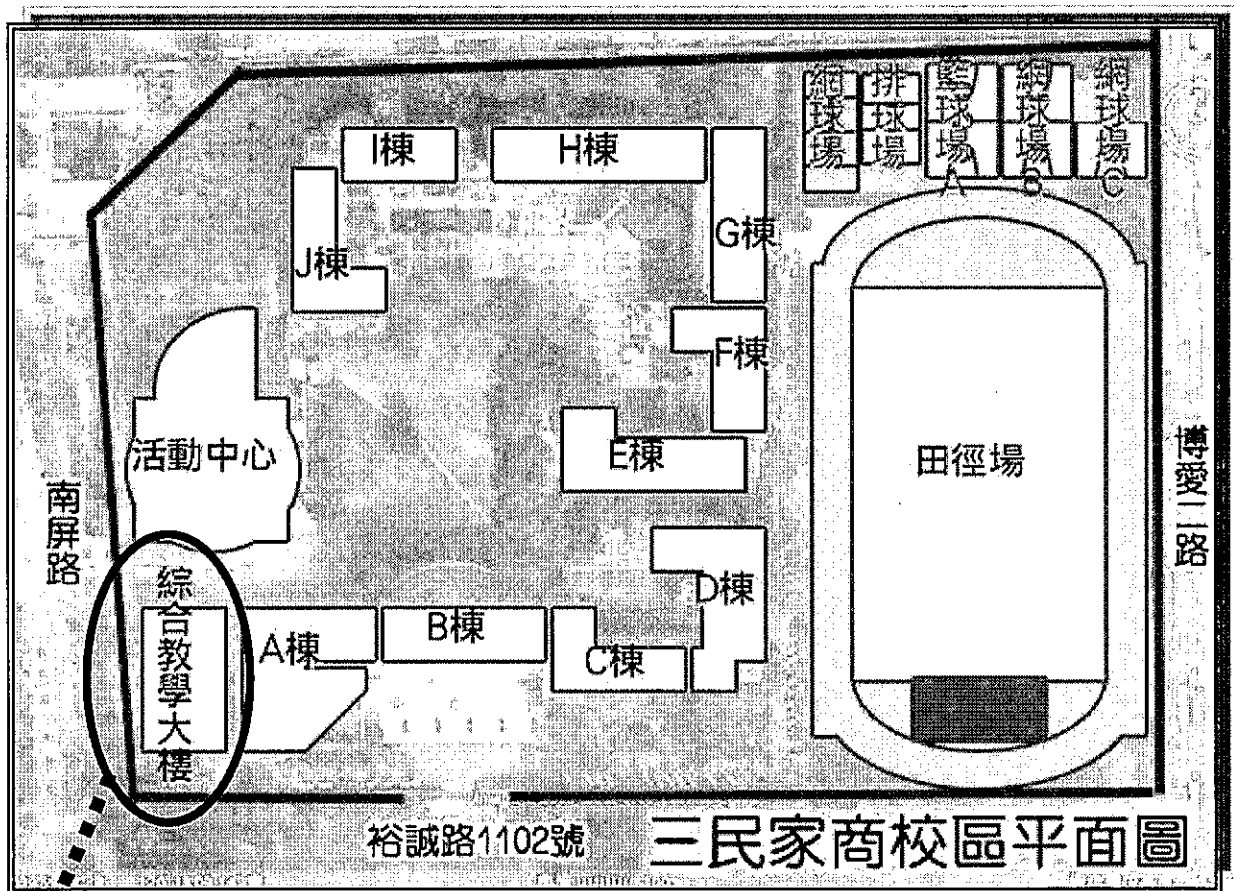 網球場
排球場
籃球場A
網球場B
網球場C
I棟
H棟
G棟
J棟
F棟
活動中心
E棟
田徑場
博愛二路
南屏路
綜合教學大樓
A棟
B棟
C棟
D棟
裕誠路1102號
三民家商校區平面圖